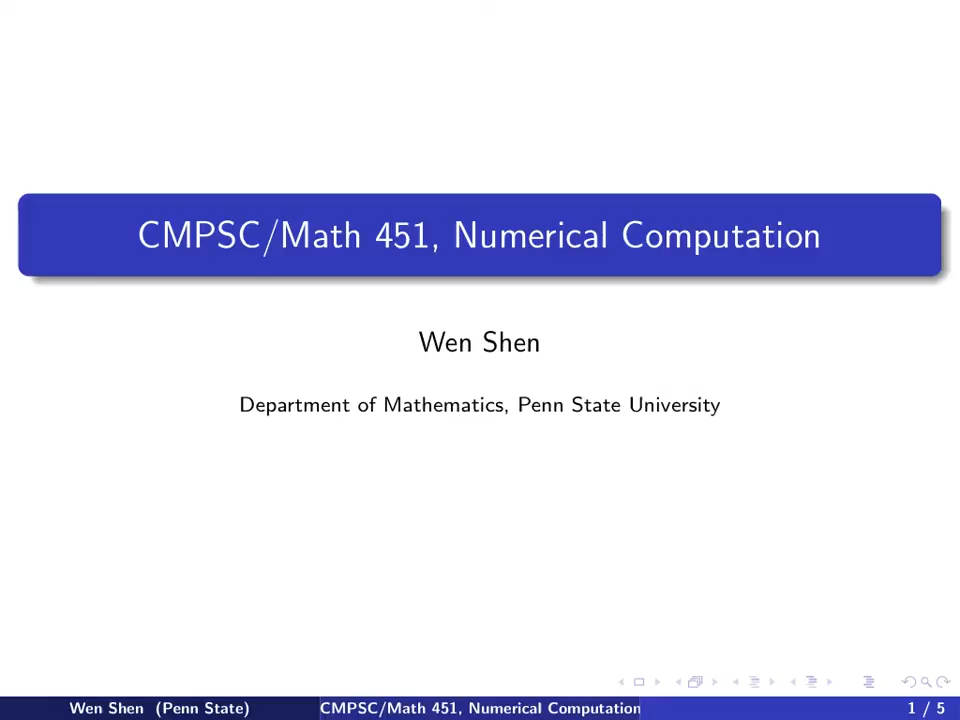 CMPSC/Math 451, Numerical Computation
Wen Shen
Department of Mathematics, Penn State University
Wen Shen (Penn State) CMPSC/Math 451, Numerical Computation 1 / 5